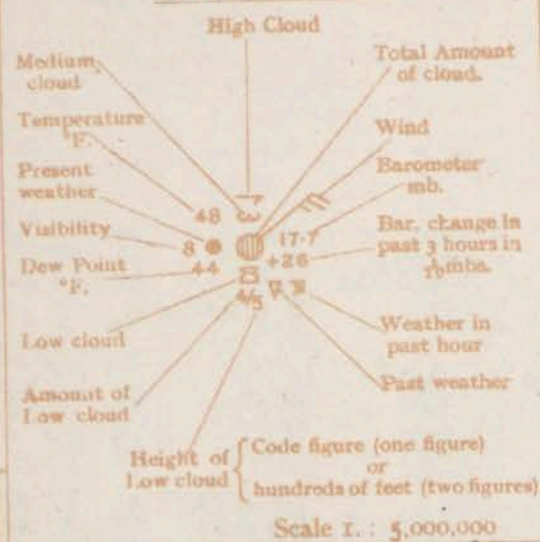 High Cloud
Medium cloud
Total Amount of cloud.
Temperature °F.
Wind
Present weather
Barometer mb.
48
17.7
Visibility
8
Bar. change in past 3 hours in 1/10 mbs.
+26
Dew Point °F.
44
4/5
Low cloud
Weather in past hour
Amount of Low cloud
Past weather
Height of Low cloud
Code figure (one figure)
or
hundreds of feet (two figures)
Scale 1. : 5,000,000